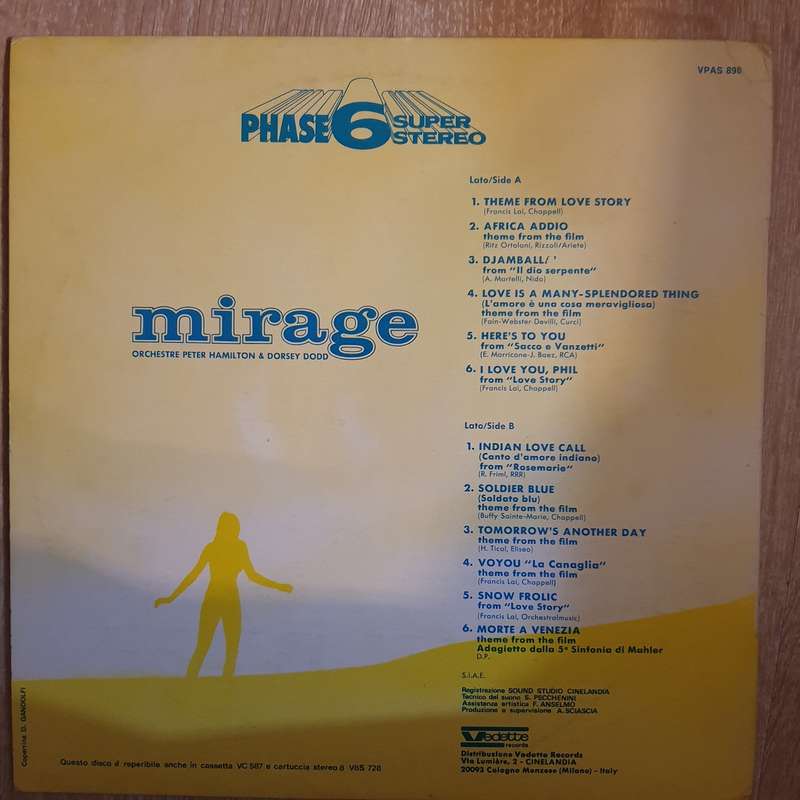 VPAS 890
PHASE 6 SUPER STEREO
mirage
ORCHESTRE PETER HAMILTON & DORSEY DODD
Lato/Side A
1. THEME FROM LOVE STORY
(Francis Lai, Chappell)
2. AFRICA ADDIO
theme from the film
(Ritz Ortolani, Rizzoli/Ariete)
3. DJAMBALL/ '
from "Il dio serpente"
(A. Martelli, Nido)
4. LOVE IS A MANY-SPLENDORED THING
(L'amore è una cosa meravigliosa)
theme from the film
(Fain-Webster Devilli, Curci)
5. HERE'S TO YOU
from "Sacco e Vanzetti"
(E. Morricone-J. Baez, RCA)
6. I LOVE YOU, PHIL
from "Love Story"
(Francis Lai, Chappell)
Lato/Side B
1. INDIAN LOVE CALL
(Canto d'amore indiano)
from "Rosemarie"
(R. Friml, RRR)
2. SOLDIER BLUE
(Soldato blu)
theme from the film
(Buffy Sainte-Marie, Chappell)
3. TOMORROW'S ANOTHER DAY
theme from the film
(H. Tical, Eliseo)
4. VOYOU "La Canaglia"
theme from the film
(Francis Lai, Chappell)
5. SNOW FROLIC
from "Love Story"
(Francis Lai, Orchestralmusic)
6. MORTE A VENEZIA
theme from the film
Adagietto dalla 5ª Sinfonia di Mahler
D.P.
S.I.A.E.
Registrazione SOUND STUDIO CINELANDIA
Tecnico del suono S. PECCHENINI
Assistenza artistica F. ANSELMO
Produzione e supervisione A. SCIASCIA
Vedette
records
Distribuzione Vedette Records
Via Lumière, 2 - CINELANDIA
20093 Cologno Monzese (Milano) - Italy
Questo disco è reperibile anche in cassetta VC 587 e cartuccia stereo 8 V8S 728
Copertina: D. GANDOLFI